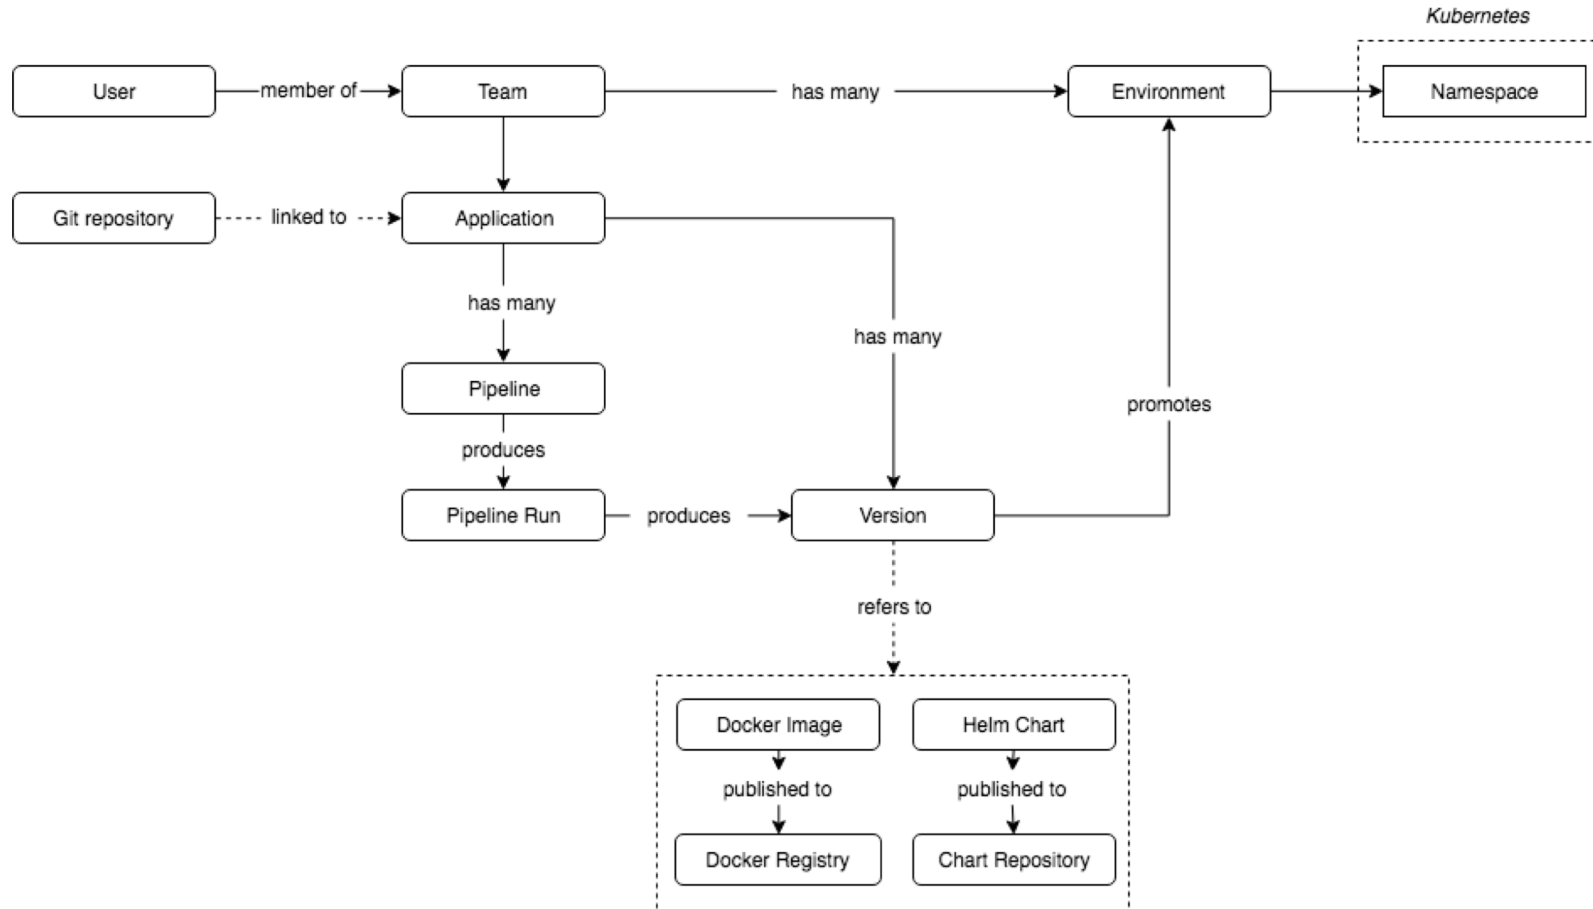 Kubernetes
User
member of
Team
has many
Environment
Namespace
Git repository
linked to
Application
has many
has many
Pipeline
promotes
produces
Pipeline Run
produces
Version
refers to
Docker Image
Helm Chart
published to
published to
Docker Registry
Chart Repository